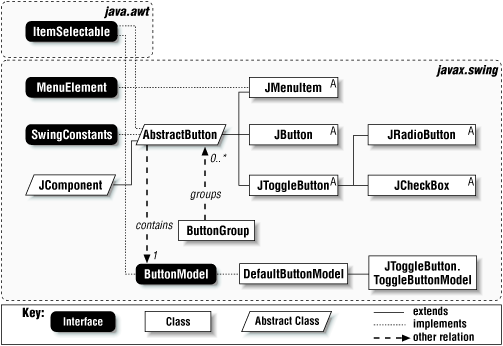 java.awt
ItemSelectable
javax.swing
MenuElement
JMenuItem
A
SwingConstants
AbstractButton
JButton
A
JRadioButton
A
0..*
JComponent
JToggleButton
A
JCheckBox
A
groups
contains
ButtonGroup
1
ButtonModel
DefaultButtonModel
JToggleButton.
ToggleButtonModel
Key:
Interface
Class
Abstract Class
extends
implements
other relation